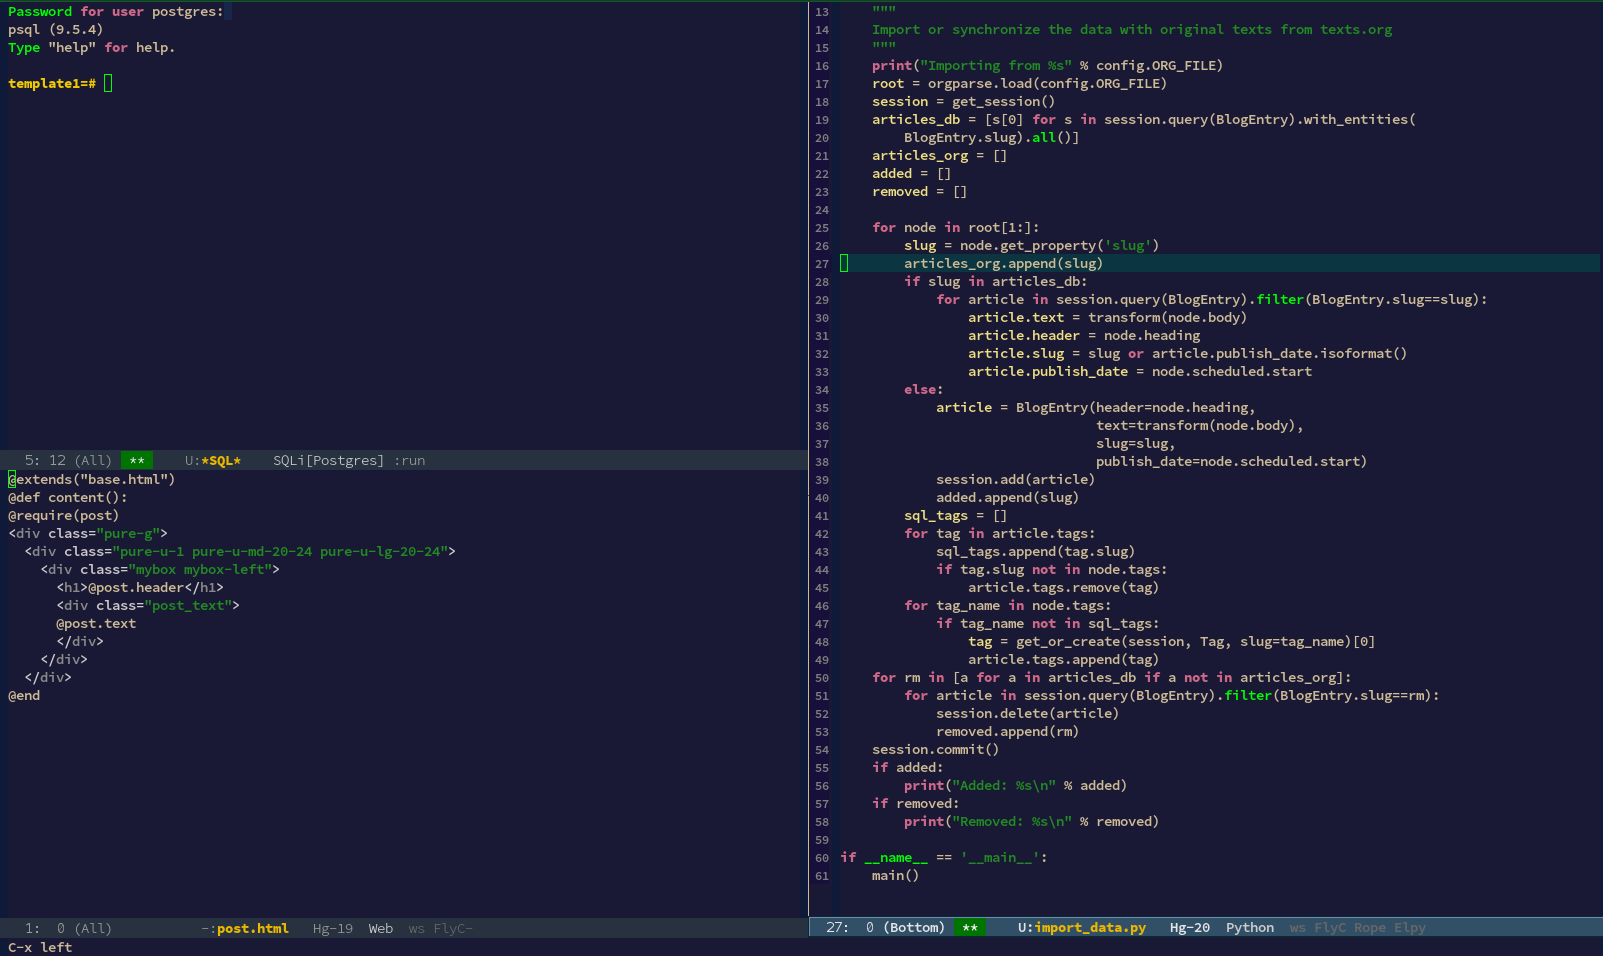 Password for user postgres:
psql (9.5.4)
Type "help" for help.
template1=#
5: 12 (All) ** U:*SQL* SQLi[Postgres] :run
@extends("base.html")
@def content():
@require(post)
<div class="pure-g">
<div class="pure-u-1 pure-u-md-20-24 pure-u-lg-20-24">
<div class="mybox mybox-left">
<h1>@post.header</h1>
<div class="post_text">
@post.text
</div>
</div>
</div>
@end
1: 0 (All) -:post.html Hg-19 Web ws FlyC-
13 """
14 Import or synchronize the data with original texts from texts.org
15 """
16 print("Importing from %s" % config.ORG_FILE)
17 root = orgparse.load(config.ORG_FILE)
18 session = get_session()
19 articles_db = [s[0] for s in session.query(BlogEntry).with_entities(
20 BlogEntry.slug).all()]
21 articles_org = []
22 added = []
23 removed = []
24
25 for node in root[1:]:
26 slug = node.get_property('slug')
27 articles_org.append(slug)
28 if slug in articles_db:
29 for article in session.query(BlogEntry).filter(BlogEntry.slug==slug):
30 article.text = transform(node.body)
31 article.header = node.heading
32 article.slug = slug or article.publish_date.isoformat()
33 article.publish_date = node.scheduled.start
34 else:
35 article = BlogEntry(header=node.heading,
36 text=transform(node.body),
37 slug=slug,
38 publish_date=node.scheduled.start)
39 session.add(article)
40 added.append(slug)
41 sql_tags = []
42 for tag in article.tags:
43 sql_tags.append(tag.slug)
44 if tag.slug not in node.tags:
45 article.tags.remove(tag)
46 for tag_name in node.tags:
47 if tag_name not in sql_tags:
48 tag = get_or_create(session, Tag, slug=tag_name)[0]
49 article.tags.append(tag)
50 for rm in [a for a in articles_db if a not in articles_org]:
51 for article in session.query(BlogEntry).filter(BlogEntry.slug==rm):
52 session.delete(article)
53 removed.append(rm)
54 session.commit()
55 if added:
56 print("Added: %s\n" % added)
57 if removed:
58 print("Removed: %s\n" % removed)
59
60 if __name__ == '__main__':
61 main()
27: 0 (Bottom) ** U:import_data.py Hg-20 Python ws FlyC Rope Elpy
C-x left